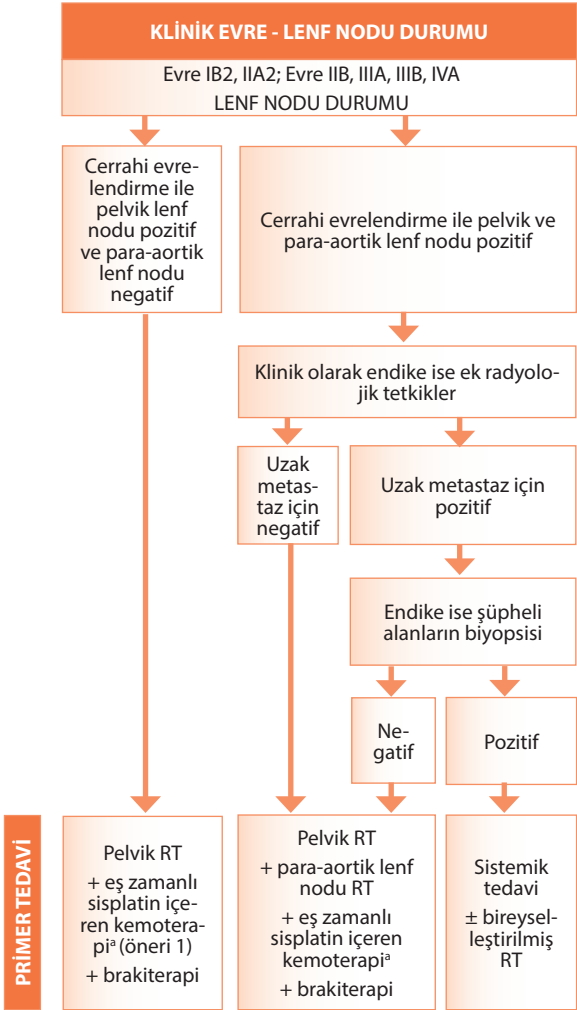 KLİNİK EVRE - LENF NODU DURUMU
Evre IB2, IIA2; Evre IIB, IIIA, IIIB, IVA
LENF NODU DURUMU
Cerrahi evre-
lendirme ile
pelvik lenf
nodu pozitif
ve para-aortik
lenf nodu
negatif
Cerrahi evrelendirme ile pelvik ve
para-aortik lenf nodu pozitif
Klinik olarak endike ise ek radyolo-
jik tetkikler
Uzak
metas-
taz için
negatif
Uzak metastaz için
pozitif
Endike ise şüpheli
alanların biyopsisi
Ne-
gatif
Pozitif
PRİMER TEDAVİ
Pelvik RT
+ eş zamanlı
sisplatin içe-
ren kemotera-
piᵃ (öneri 1)
+ brakiterapi
Pelvik RT
+ para-aortik lenf
nodu RT
+ eş zamanlı
sisplatin içeren
kemoterapiᵃ
+ brakiterapi
Sistemik
tedavi
± bireysel-
leştirilmiş
RT